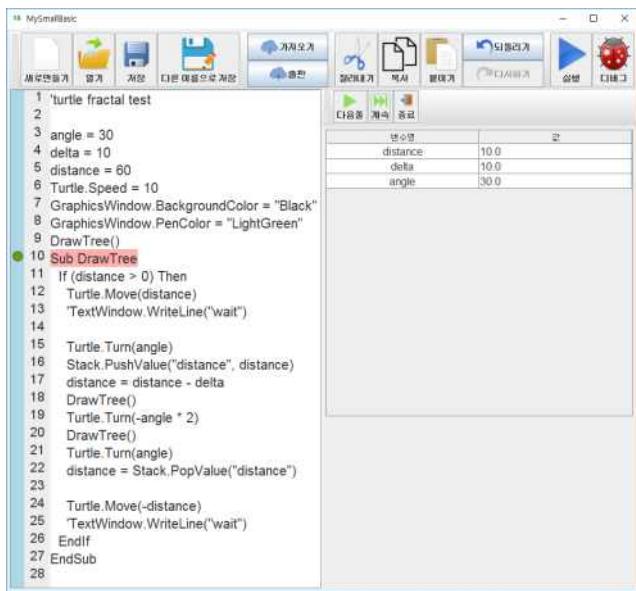 MySmallBasic
새로만들기 열기 저장 다른 이름으로 저장 가져오기 출판 잘라내기 복사 붙이기 되돌리기 다시하기 실행 디버그
다음줄 계속 종료
변수명 값
distance 10.0
delta 10.0
angle 30.0
1 'turtle fractal test
2
3 angle = 30
4 delta = 10
5 distance = 60
6 Turtle.Speed = 10
7 GraphicsWindow.BackgroundColor = "Black"
8 GraphicsWindow.PenColor = "LightGreen"
9 DrawTree()
10 Sub DrawTree
11 If (distance > 0) Then
12 Turtle.Move(distance)
13 'TextWindow.WriteLine("wait")
14
15 Turtle.Turn(angle)
16 Stack.PushValue("distance", distance)
17 distance = distance - delta
18 DrawTree()
19 Turtle.Turn(-angle * 2)
20 DrawTree()
21 Turtle.Turn(angle)
22 distance = Stack.PopValue("distance")
23
24 Turtle.Move(-distance)
25 'TextWindow.WriteLine("wait")
26 EndIf
27 EndSub
28